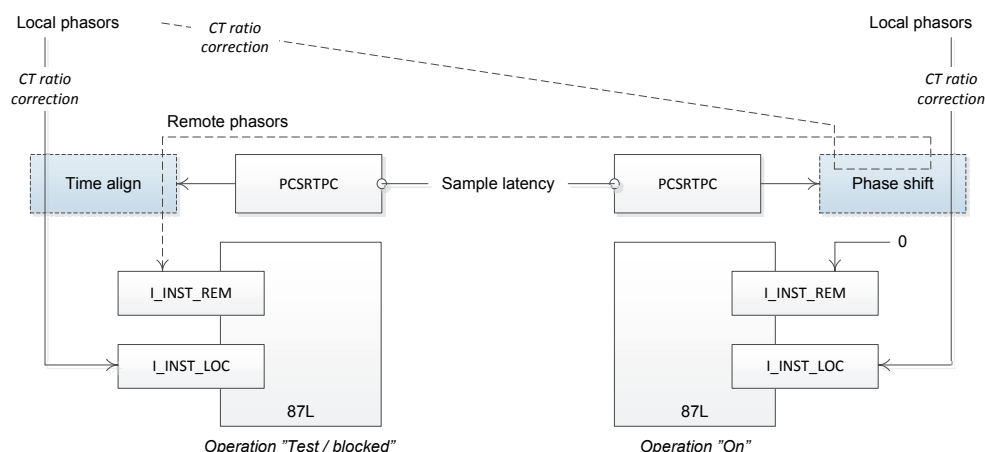 Local phasors
CT ratio
correction
Local phasors
CT ratio
correction
CT ratio
correction
Remote phasors
Time align
PCSRTPC
Sample latency
PCSRTPC
Phase shift
0
I_INST_REM
I_INST_REM
I_INST_LOC
I_INST_LOC
87L
87L
Operation ”Test / blocked”
Operation ”On”